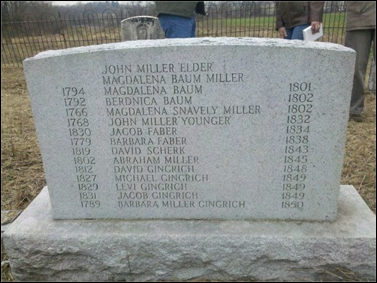 JOHN MILLER ELDER
MAGDALENA BAUM MILLER
1794 MAGDALENA BAUM 1801
1792 BERDNICA BAUM 1802
1766 MAGDALENA SNAVELY MILLER 1802
1768 JOHN MILLER YOUNGER 1832
1830 JACOB FABER 1834
1779 BARBARA FABER 1838
1819 DAVID SCHERK 1843
1802 ABRAHAM MILLER 1845
1812 DAVID GINGRICH 1848
1827 MICHAEL GINGRICH 1849
1829 LEVI GINGRICH 1849
1831 JACOB GINGRICH 1849
1789 BARBARA MILLER GINGRICH 1850